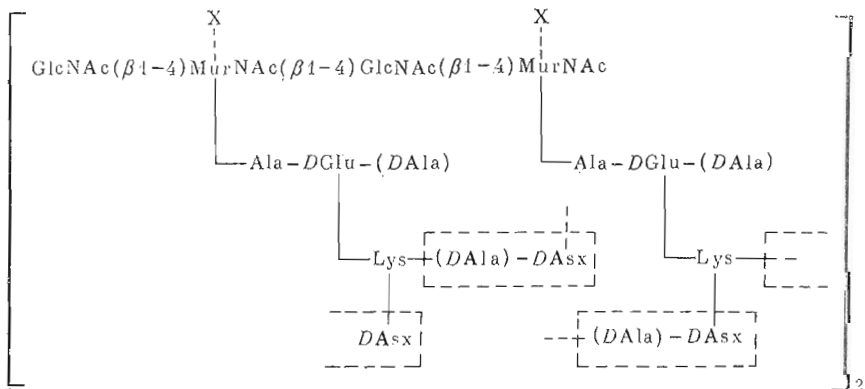 X X
GlcNAc(β1-4)MurNAc(β1-4)GlcNAc(β1-4)MurNAc
Ala-DGlu-(DAla) Ala-DGlu-(DAla)
Lys-(DAla)-DAsx Lys-
DAsx (DAla)-DAsx
2